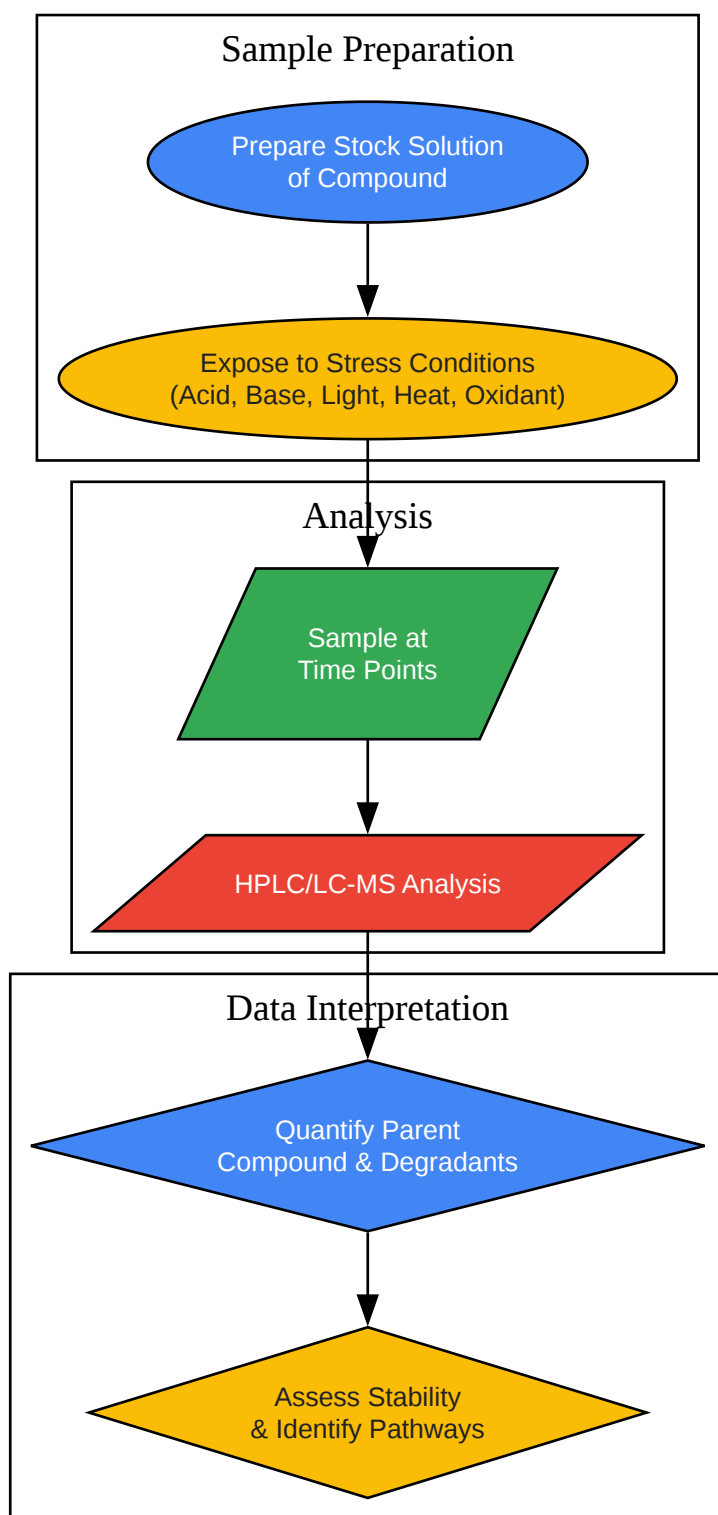 Sample Preparation
Prepare Stock Solution
of Compound
Expose to Stress Conditions
(Acid, Base, Light, Heat, Oxidant)
Analysis
Sample at
Time Points
HPLC/LC-MS Analysis
Data Interpretation
Quantify Parent
Compound & Degradants
Assess Stability
& Identify Pathways